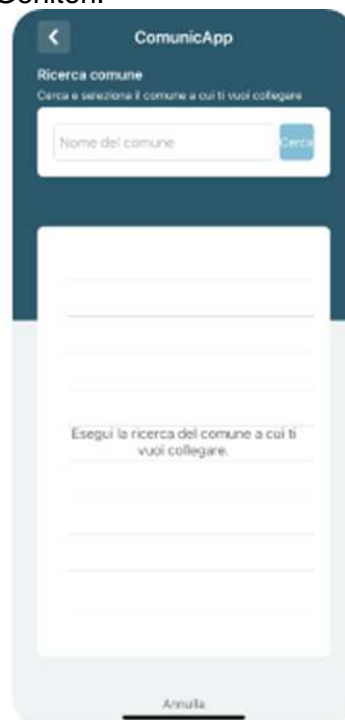 Genitori.
ComunicApp
Ricerca comune
Cerca e seleziona il comune a cui ti vuoi collegare
Nome del comune
Cerca
Esegui la ricerca del comune a cui ti
vuoi collegare.
Annulla